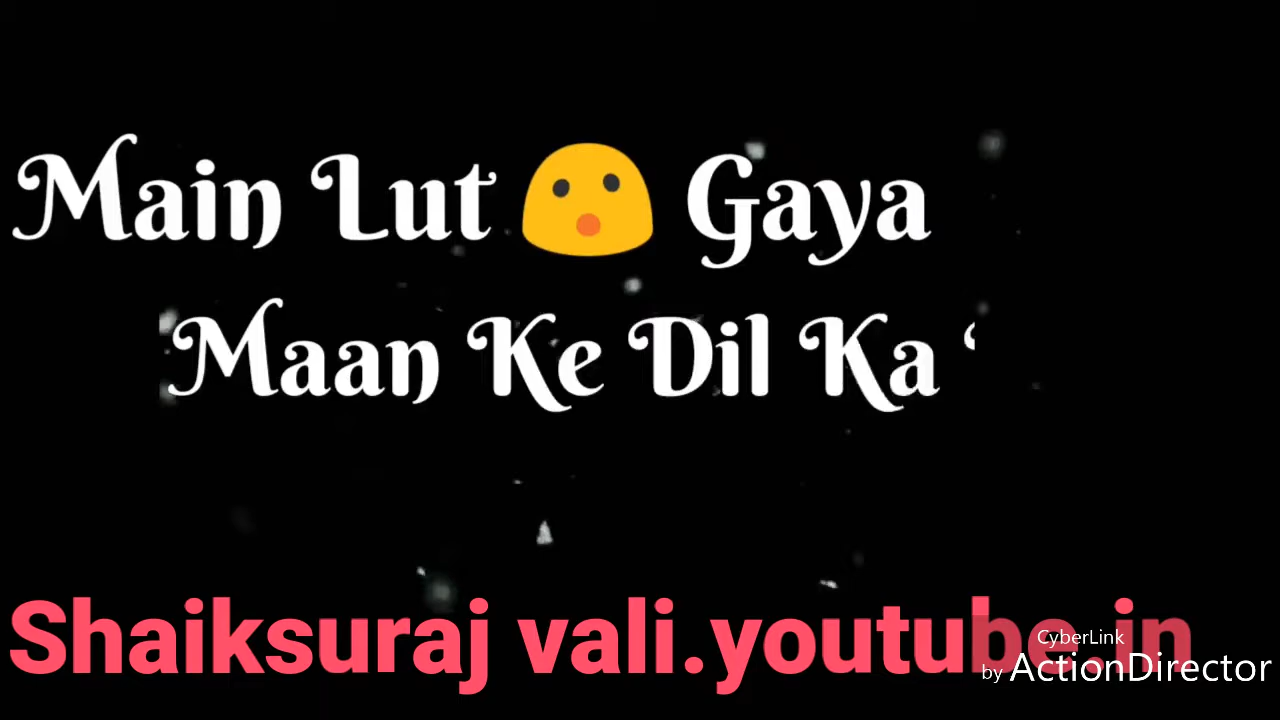 Main Lut 😮 Gaya
Maan Ke Dil Ka
Shaiksuraj vali.youtube.in
CyberLink
by ActionDirector